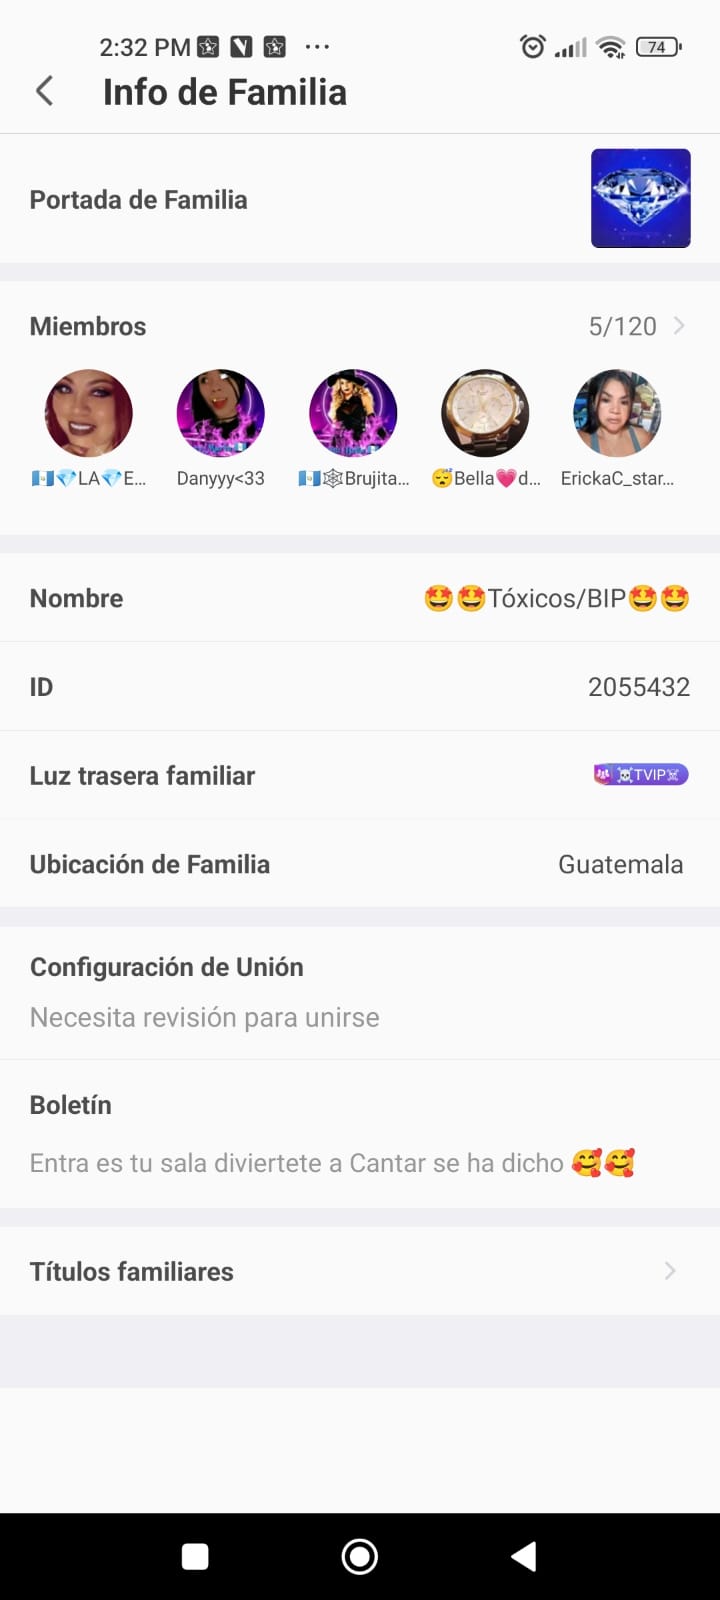 2:32 PM
74
Info de Familia
Portada de Familia
Miembros
5/120
🇬🇹💎LA💎E...
Danyyy<33
🇬🇹🕸Brujita...
😴Bella💗d...
ErickaC_star...
Nombre
🤩🤩Tóxicos/BIP🤩🤩
ID
2055432
Luz trasera familiar
☠TVIP☠
Ubicación de Familia
Guatemala
Configuración de Unión
Necesita revisión para unirse
Boletín
Entra es tu sala diviertete a Cantar se ha dicho 🥰🥰
Títulos familiares